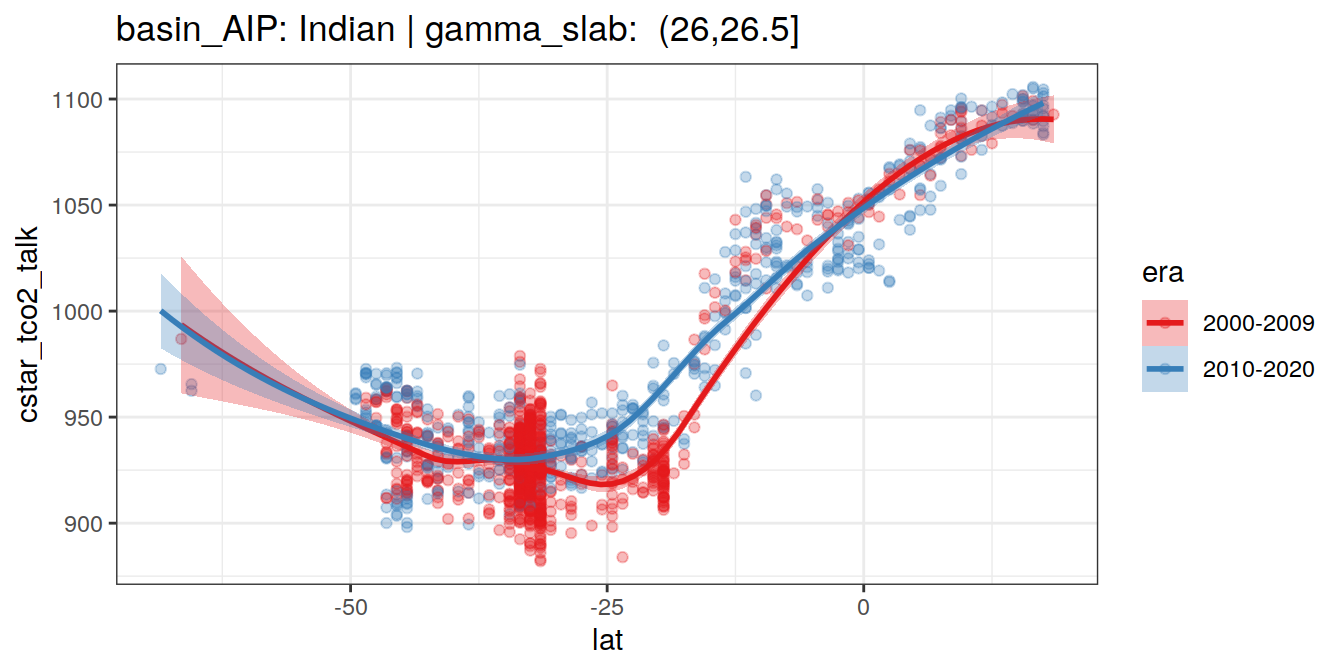 basin_AIP: Indian | gamma_slab:  (26,26.5]
1100
1050
1000
950
900
cstar_tco2_talk
-50
-25
0
lat
era
2000-2009
2010-2020